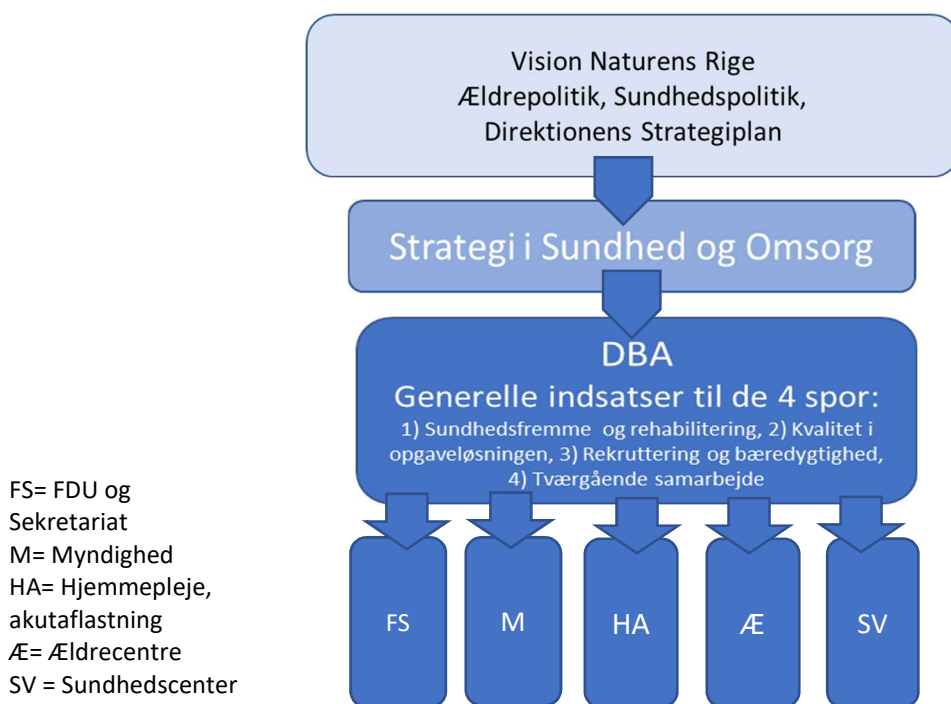 Vision Naturens Rige
Ældrepolitik, Sundhedspolitik,
Direktionens Strategiplan
Strategi i Sundhed og Omsorg
DBA
Generelle indsatser til de 4 spor:
1) Sundhedsfremme og rehabilitering, 2) Kvalitet i
opgaveløsningen, 3) Rekruttering og bæredygtighed,
4) Tværgående samarbejde
FS= FDU og
Sekretariat
M= Myndighed
HA= Hjemmepleje,
akutaflastning
Æ= Ældrecentre
SV = Sundhedscenter
FS
M
HA
Æ
SV